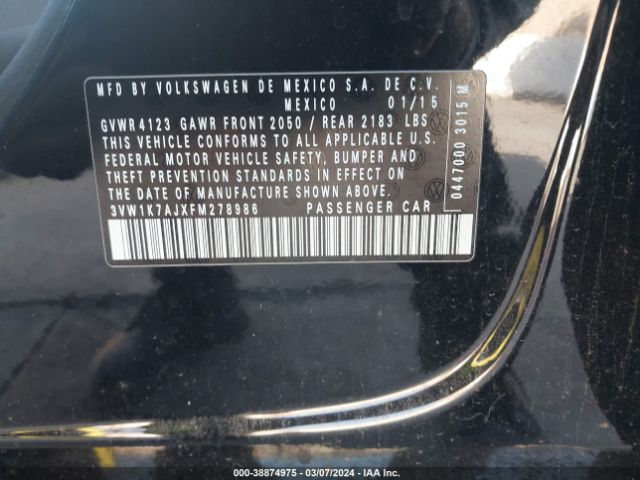 MFD BY VOLKSWAGEN DE MEXICO S.A. DE C.V.
MEXICO 01/15
GVWR 4123 GAWR FRONT 2050 / REAR 2183 LBS
THIS VEHICLE CONFORMS TO ALL APPLICABLE U.S.
FEDERAL MOTOR VEHICLE SAFETY, BUMPER AND
THEFT PREVENTION STANDARDS IN EFFECT ON
THE DATE OF MANUFACTURE SHOWN ABOVE.
3VW1K7AJXFM278986 PASSENGER CAR
0447000 3015 M
000-38874975 - 03/07/2024 - IAA Inc.